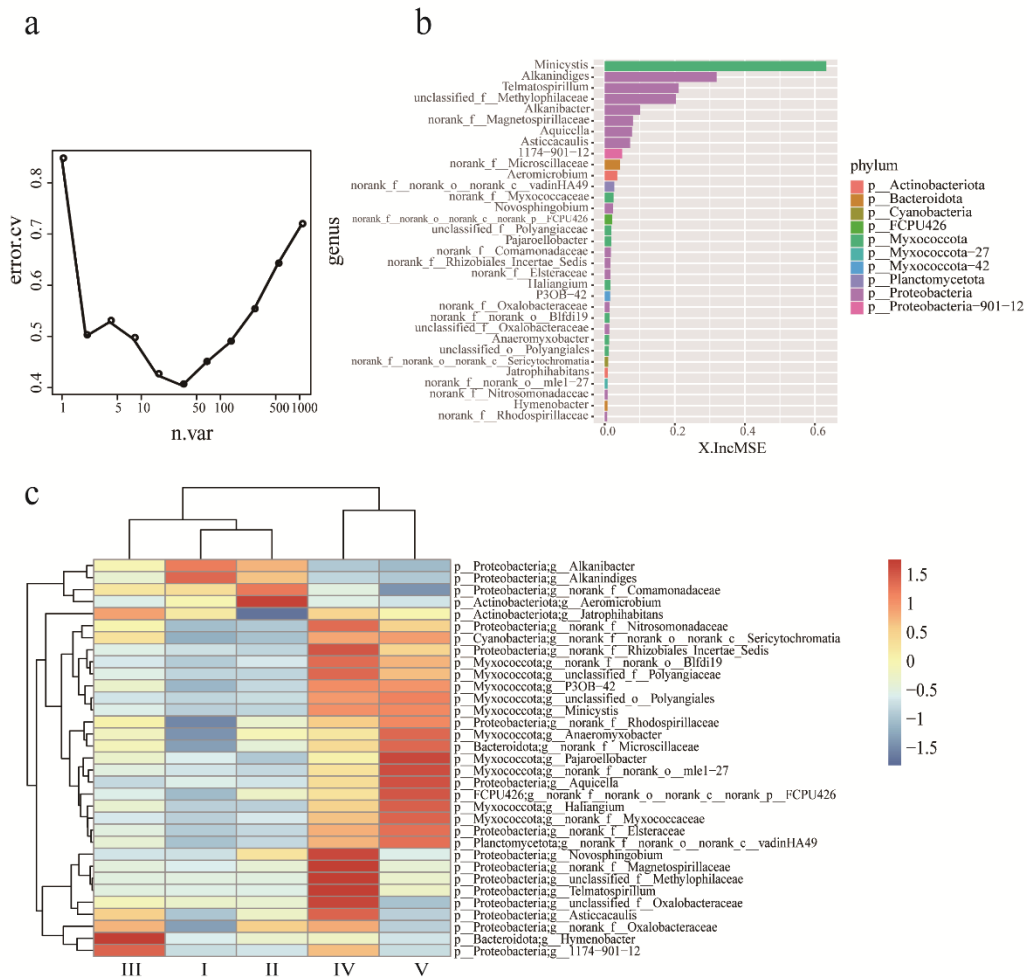 a
error.cv
0.8
0.7
0.6
0.5
0.4
1
5
10
50
100
500
1000
n.var
b
genus
Minicystis
Alkanindiges
Telmatospirillum
unclassified_f__Methylophilaceae
Alkanibacter
norank_f__Magnetospirillaceae
Aquicella
Asticcacaulis
1174-901-12
norank_f__Microscillaceae
Aeromicrobium
norank_f__norank_o__norank_c__vadinHA49
norank_f__Myxococcaceae
Novosphingobium
norank_f__norank_o__norank_c__norank_p__FCPU426
unclassified_f__Polyangiaceae
Pajaroellobacter
norank_f__Comamonadaceae
norank_f__Rhizobiales_Incertae_Sedis
norank_f__Elsteraceae
Haliangium
P3OB-42
norank_f__Oxalobacteraceae
norank_f__norank_o__Blfdi19
unclassified_f__Oxalobacteraceae
Anaeromyxobacter
unclassified_o__Polyangiales
norank_f__norank_o__norank_c__Sericytochromatia
Jatrophihabitans
norank_f__norank_o__mle1-27
norank_f__Nitrosomonadaceae
Hymenobacter
norank_f__Rhodospirillaceae
0.0
0.2
0.4
0.6
X.IncMSE
phylum
p__Actinobacteriota
p__Bacteroidota
p__Cyanobacteria
p__FCPU426
p__Myxococcota
p__Myxococcota-27
p__Myxococcota-42
p__Planctomycetota
p__Proteobacteria
p__Proteobacteria-901-12
c
p__Proteobacteria;g__Alkanibacter
p__Proteobacteria;g__Alkanindiges
p__Proteobacteria;g__norank_f__Comamonadaceae
p__Actinobacteriota;g__Aeromicrobium
p__Actinobacteriota;g__Jatrophihabitans
p__Proteobacteria;g__norank_f__Nitrosomonadaceae
p__Cyanobacteria;g__norank_f__norank_o__norank_c__Sericytochromatia
p__Proteobacteria;g__norank_f__Rhizobiales_Incertae_Sedis
p__Myxococcota;g__norank_f__norank_o__Blfdi19
p__Myxococcota;g__unclassified_f__Polyangiaceae
p__Myxococcota;g__P3OB-42
p__Myxococcota;g__unclassified_o__Polyangiales
p__Myxococcota;g__Minicystis
p__Proteobacteria;g__norank_f__Rhodospirillaceae
p__Myxococcota;g__Anaeromyxobacter
p__Bacteroidota;g__norank_f__Microscillaceae
p__Myxococcota;g__Pajaroellobacter
p__Myxococcota;g__norank_f__norank_o__mle1-27
p__Proteobacteria;g__Aquicella
p__FCPU426;g__norank_f__norank_o__norank_c__norank_p__FCPU426
p__Myxococcota;g__Haliangium
p__Myxococcota;g__norank_f__Myxococcaceae
p__Proteobacteria;g__norank_f__Elsteraceae
p__Planctomycetota;g__norank_f__norank_o__norank_c__vadinHA49
p__Proteobacteria;g__Novosphingobium
p__Proteobacteria;g__norank_f__Magnetospirillaceae
p__Proteobacteria;g__unclassified_f__Methylophilaceae
p__Proteobacteria;g__Telmatospirillum
p__Proteobacteria;g__unclassified_f__Oxalobacteraceae
p__Proteobacteria;g__Asticcacaulis
p__Proteobacteria;g__norank_f__Oxalobacteraceae
p__Bacteroidota;g__Hymenobacter
p__Proteobacteria;g__1174-901-12
III
I
II
IV
V
1.5
1
0.5
0
−0.5
−1
−1.5